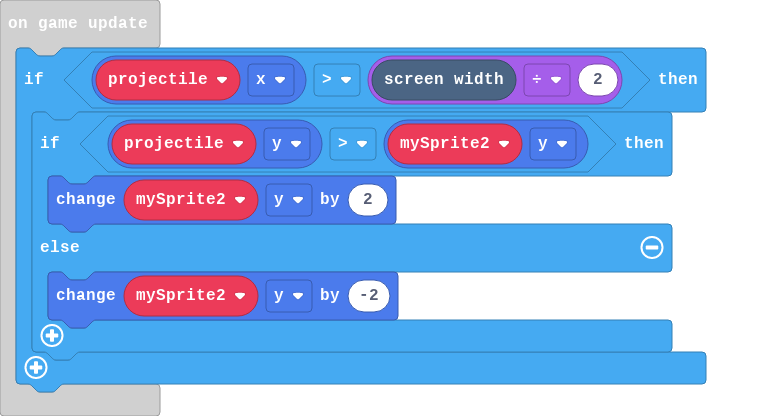 on game update
if projectile x > screen width ÷ 2 then
if projectile y > mySprite2 y then
change mySprite2 y by 2
else
change mySprite2 y by -2